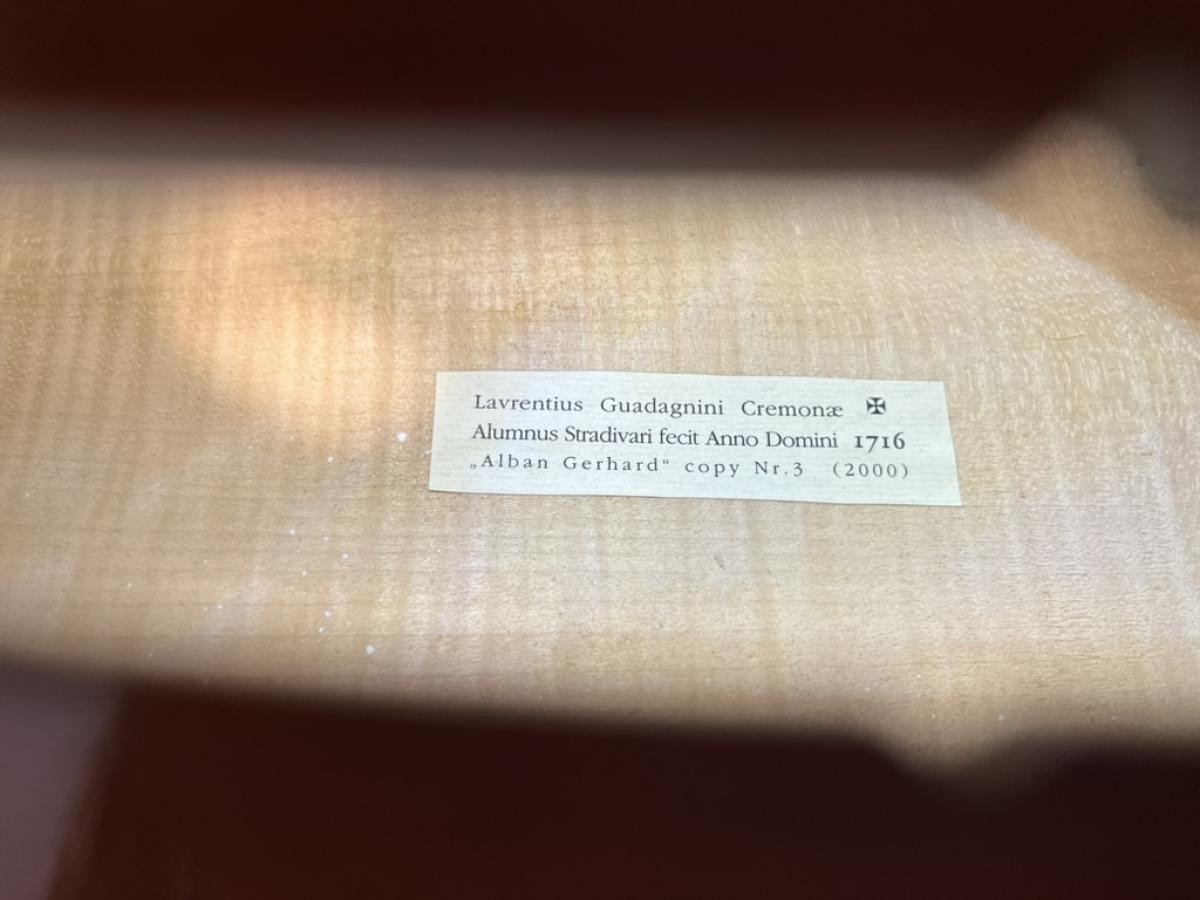 Lavrentius Guadagnini Cremonæ ✠
Alumnus Stradivari fecit Anno Domini 1716
„Alban Gerhard“ copy Nr.3 (2000)